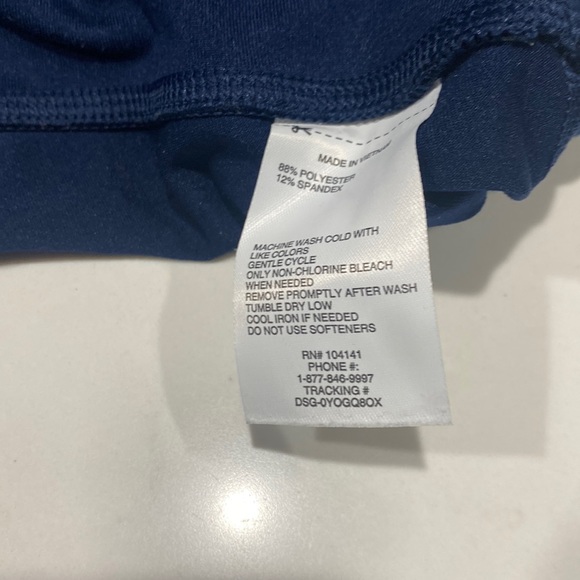 MADE IN VIETNAM
88% POLYESTER
12% SPANDEX
MACHINE WASH COLD WITH
LIKE COLORS
GENTLE CYCLE
ONLY NON-CHLORINE BLEACH
WHEN NEEDED
REMOVE PROMPTLY AFTER WASH
TUMBLE DRY LOW
COOL IRON IF NEEDED
DO NOT USE SOFTENERS
RN# 104141
PHONE #:
1-877-846-9997
TRACKING #
DSG-0YOGQ8OX